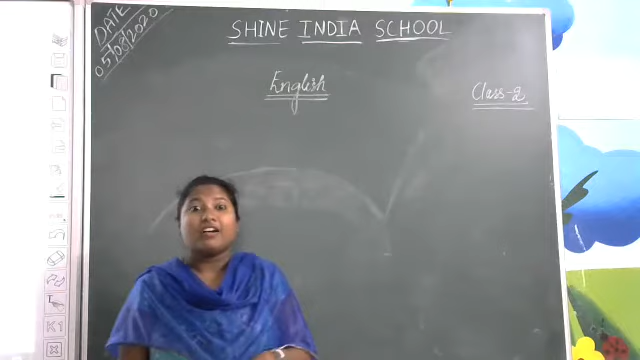 DATE
05/08/2020
SHINE INDIA SCHOOL
English
Class-2